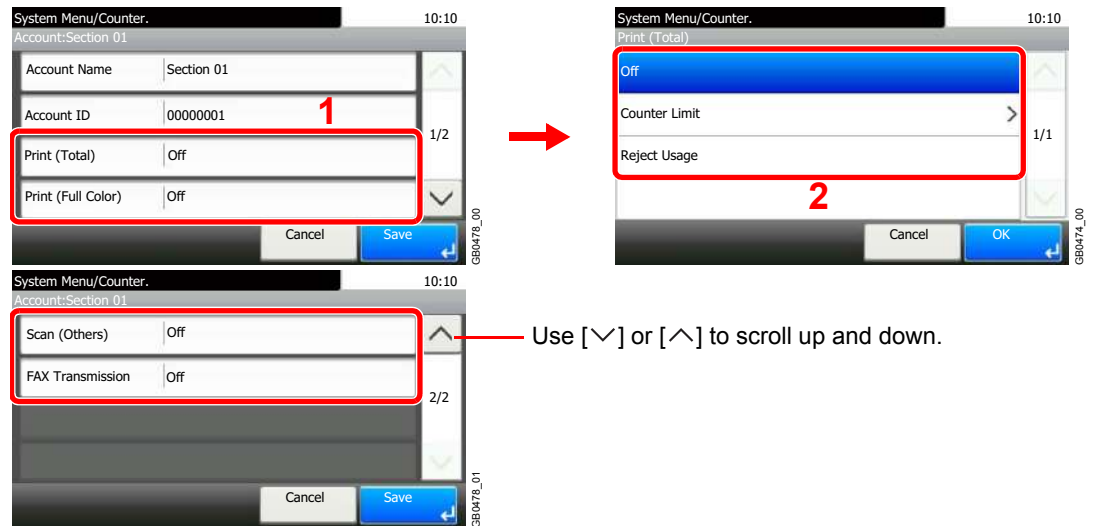 System Menu/Counter. 10:10
Account:Section 01
Account Name Section 01
Account ID 00000001
1
1/2
Print (Total) Off
Print (Full Color) Off
Cancel Save
GB0478_00
System Menu/Counter. 10:10
Print (Total)
Off
Counter Limit
1/1
Reject Usage
2
Cancel OK
GB0474_00
System Menu/Counter. 10:10
Account:Section 01
Scan (Others) Off
FAX Transmission Off
2/2
Cancel Save
GB0478_01
Use [∨] or [∧] to scroll up and down.